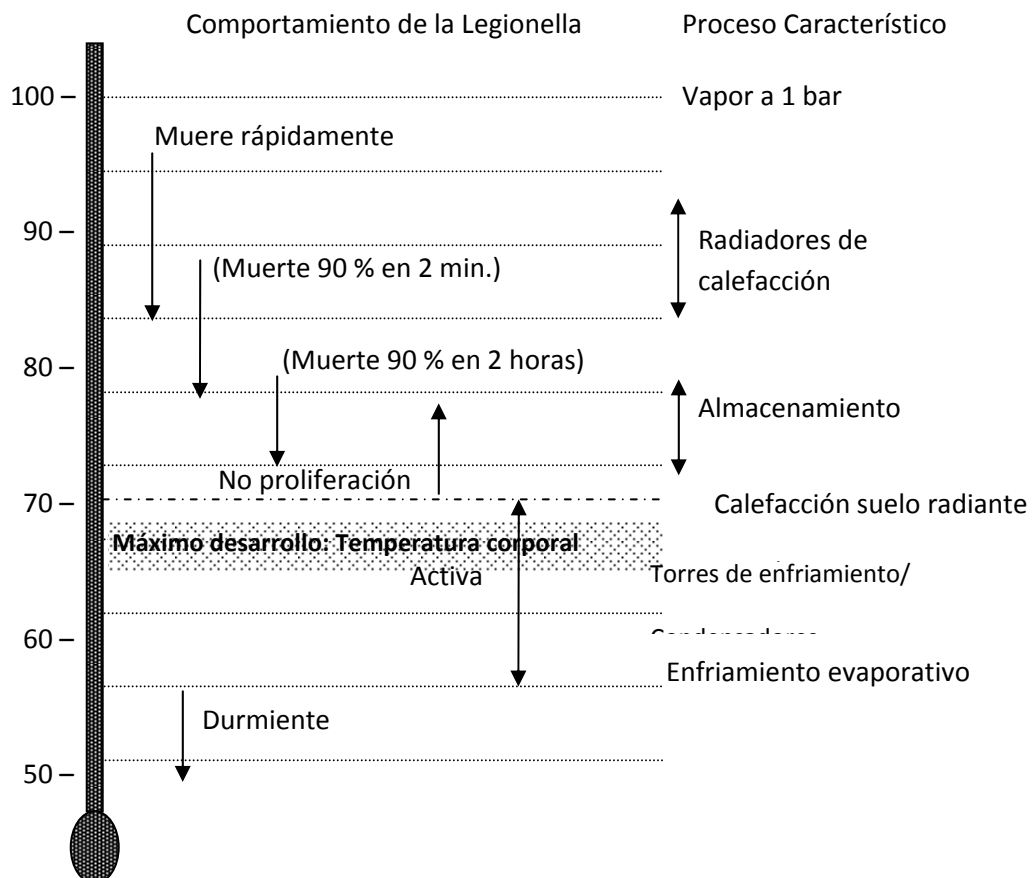 Comportamiento de la Legionella
Proceso Característico
100 –
Vapor a 1 bar
Muere rápidamente
90 –
Radiadores de
calefacción
(Muerte 90 % en 2 min.)
80 –
(Muerte 90 % en 2 horas)
Almacenamiento
No proliferación
70 –
Calefacción suelo radiante
Máximo desarrollo: Temperatura corporal
Activa
Torres de enfriamiento/
60 –
Enfriamiento evaporativo
Durmiente
50 –